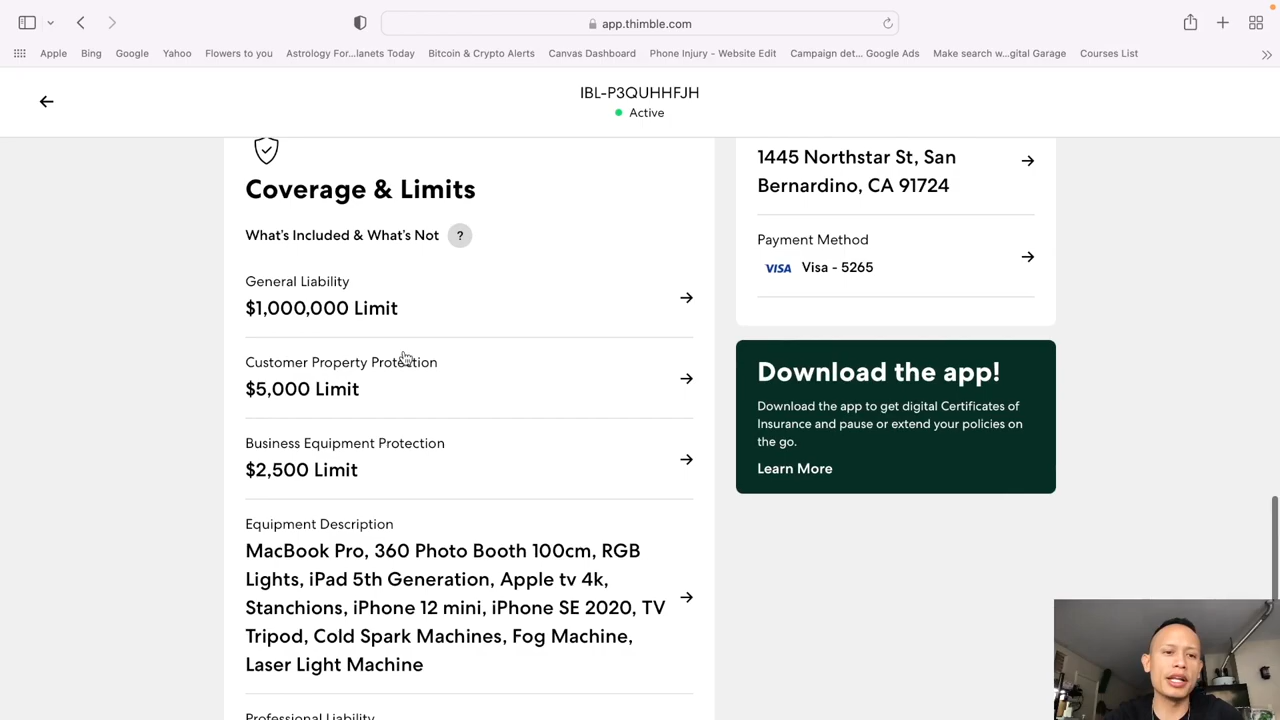 app.thimble.com
Apple
Bing
Google
Yahoo
Flowers to you
Astrology For...lanets Today
Bitcoin & Crypto Alerts
Canvas Dashboard
Phone Injury - Website Edit
Campaign det... Google Ads
Make search w...gital Garage
Courses List
IBL-P3QUHHFJH
Active
Coverage & Limits
What's Included & What's Not ?
General Liability
$1,000,000 Limit
Customer Property Protection
$5,000 Limit
Business Equipment Protection
$2,500 Limit
Equipment Description
MacBook Pro, 360 Photo Booth 100cm, RGB
Lights, iPad 5th Generation, Apple tv 4k,
Stanchions, iPhone 12 mini, iPhone SE 2020, TV
Tripod, Cold Spark Machines, Fog Machine,
Laser Light Machine
Professional Liability
1445 Northstar St, San
Bernardino, CA 91724
Payment Method
VISA Visa - 5265
Download the app!
Download the app to get digital Certificates of
Insurance and pause or extend your policies on
the go.
Learn More